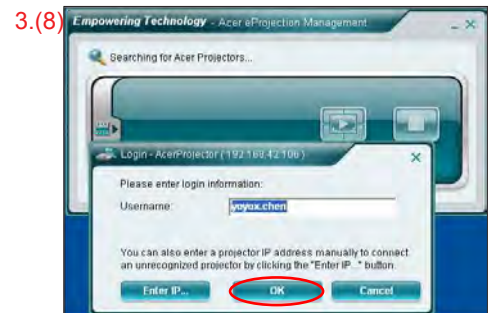 3.(8)
Empowering Technology - Acer eProjection Management
Searching for Acer Projectors...
Login - AcerProjector ( 192.168.42.106 )
Please enter login information:
Username:
yoyox.chen
You can also enter a projector IP address manually to connect
an unrecognized projector by clicking the "Enter IP..." button.
Enter IP... OK Cancel